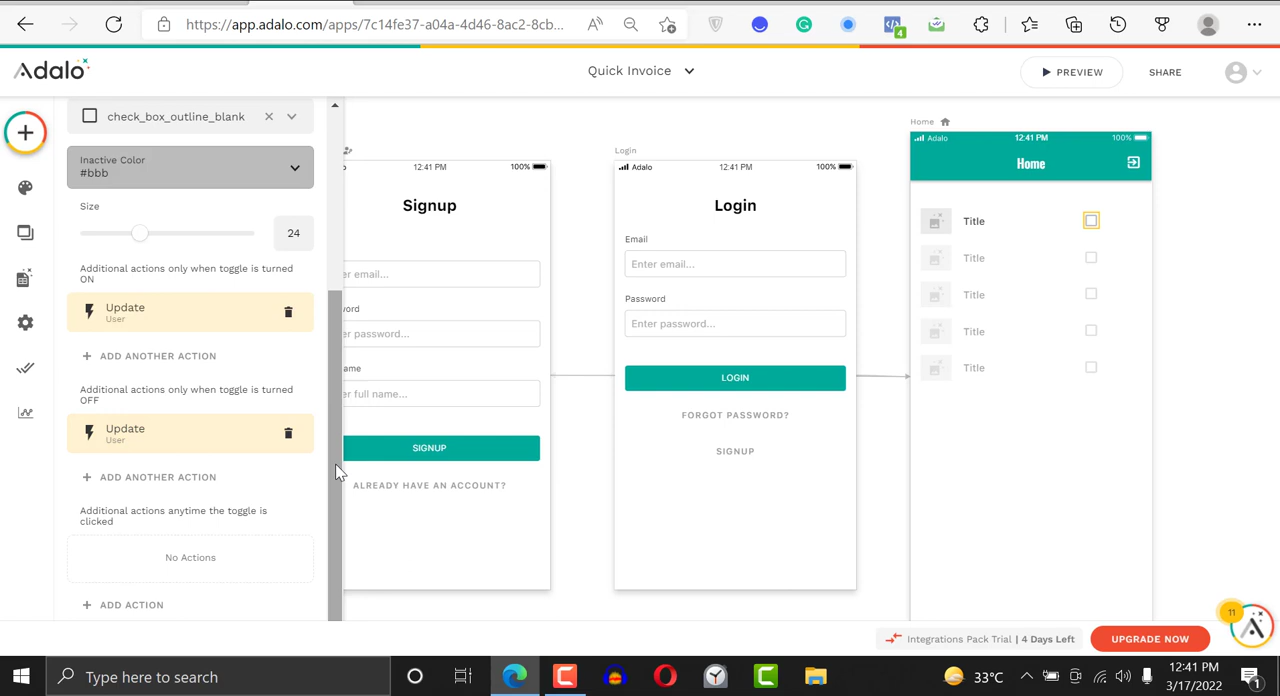 https://app.adalo.com/apps/7c14fe37-a04a-4d46-8ac2-8cb...
4
Adalo
Quick Invoice
PREVIEW
SHARE
check_box_outline_blank
Inactive Color
#bbb
Size
24
Additional actions only when toggle is turned
ON
Update
User
ADD ANOTHER ACTION
Additional actions only when toggle is turned
OFF
Update
User
ADD ANOTHER ACTION
Additional actions anytime the toggle is
clicked
No Actions
ADD ACTION
12:41 PM
100%
Signup
er email...
word
er password...
ame
er full name...
SIGNUP
ALREADY HAVE AN ACCOUNT?
Login
Adalo
12:41 PM
100%
Login
Email
Enter email...
Password
Enter password...
LOGIN
FORGOT PASSWORD?
SIGNUP
Home
Adalo
12:41 PM
100%
Home
Title
Title
Title
Title
Title
11
Integrations Pack Trial | 4 Days Left
UPGRADE NOW
Type here to search
33°C
12:41 PM
3/17/2022
1